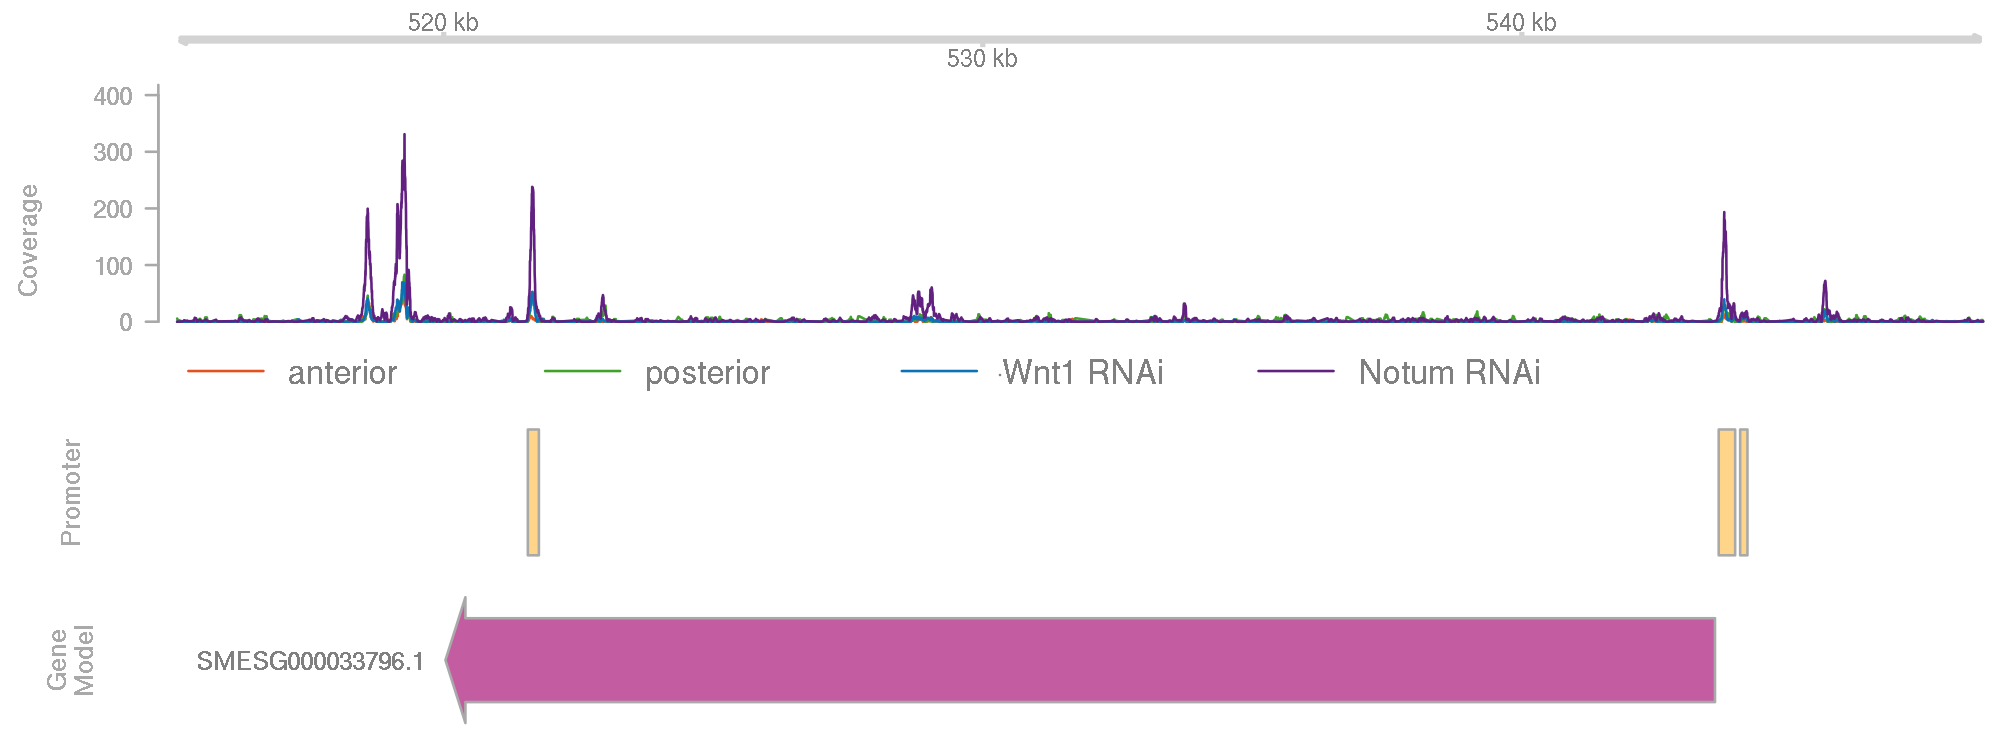 520 kb
540 kb
530 kb
400
300
200
100
0
Coverage
anterior
posterior
Wnt1 RNAi
Notum RNAi
Promoter
Gene
Model
SMESG000033796.1